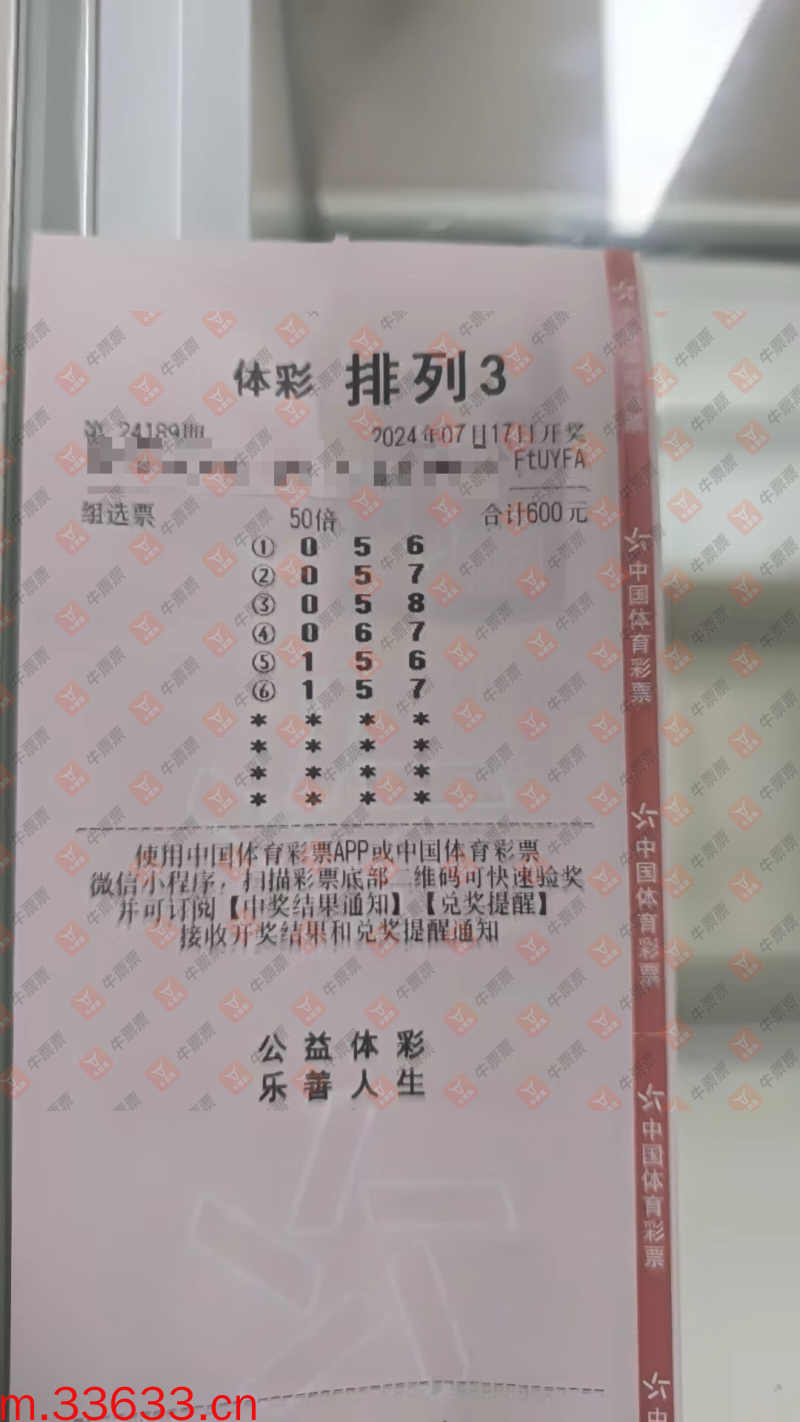 体彩 排列3
第 24189期 2024年07月17日开奖
FtUYFA
组选票 50倍 合计600元
① 0 5 6
② 0 5 7
③ 0 5 8
④ 0 6 7
⑤ 1 5 6
⑥ 1 5 7
* * * *
* * * *
* * * *
* * * *
使用中国体育彩票APP或中国体育彩票
微信小程序，扫描彩票底部二维码可快速验奖
并可订阅【中奖结果通知】【兑奖提醒】
接收开奖结果和兑奖提醒通知
公益体彩
乐善人生
中国体育彩票
中国体育彩票
中国体育彩票
中
牛票票
m.33633.cn